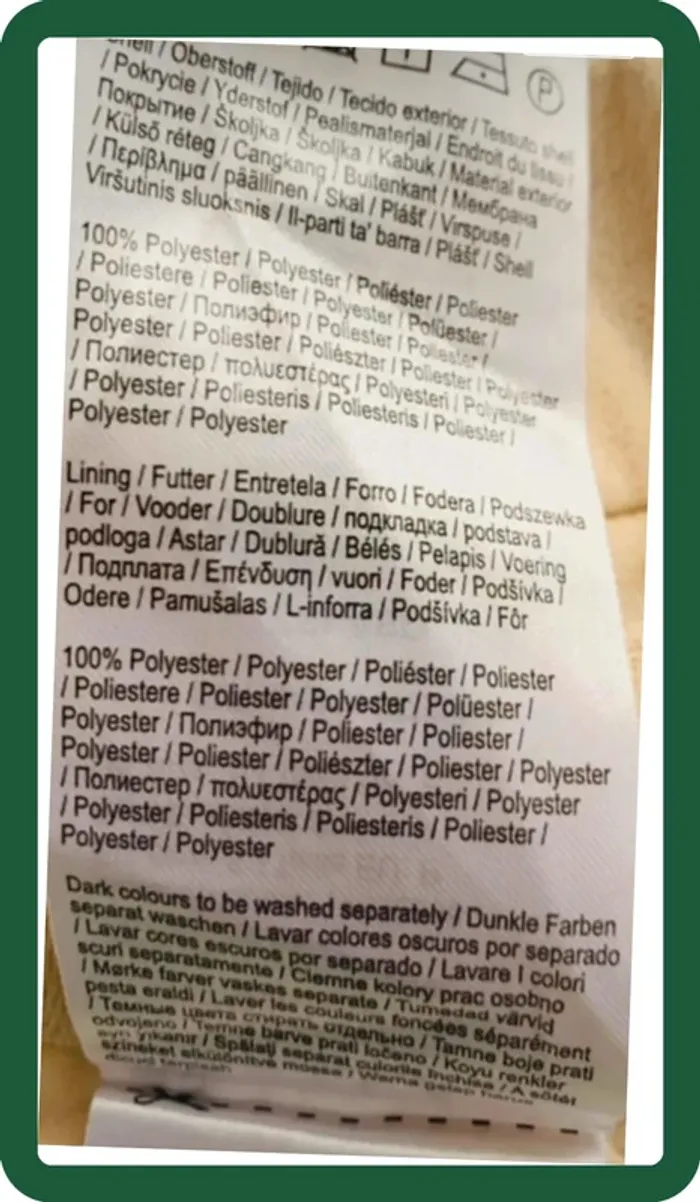 Shell / Oberstoff / Tejido / Tecido exterior / Tessuto shell
/ Pokrycie / Yderstof / Pealismaterjal / Endroit du tissu /
Покрытие / Školjka / Školjka / Kabuk / Material exterior
/ Külső réteg / Cangkang / Buitenkant / Мембрана
/ Περίβλημα / päällinen / Skal / Plášť / Virspuse /
Viršutinis sluoksnis / Il-parti ta' barra / Plášť / Shell
100% Polyester / Polyester / Poliéster / Poliester
/ Poliestere / Poliester / Polyester / Polüester /
Polyester / Полиэфир / Poliester / Poliester /
Polyester / Poliester / Poliészter / Poliester / Polyester
/ Полиестер / πολυεστέρας / Polyesteri / Polyester
/ Polyester / Poliesteris / Poliesteris / Poliester /
Polyester / Polyester
Lining / Futter / Entretela / Forro / Fodera / Podszewka
/ For / Vooder / Doublure / подкладка / podstava /
podloga / Astar / Dublură / Bélés / Pelapis / Voering
/ Подплата / Επένδυση / vuori / Foder / Podšívka /
Odere / Pamušalas / L-inforra / Podšívka / Fôr
100% Polyester / Polyester / Poliéster / Poliester
/ Poliestere / Poliester / Polyester / Polüester /
Polyester / Полиэфир / Poliester / Poliester /
Polyester / Poliester / Poliészter / Poliester / Polyester
/ Полиестер / πολυεστέρας / Polyesteri / Polyester
/ Polyester / Poliesteris / Poliesteris / Poliester /
Polyester / Polyester
Dark colours to be washed separately / Dunkle Farben
separat waschen / Lavar colores oscuros por separado
/ Lavar cores escuros por separado / Lavare I colori
scuri separatamente / Ciemne kolory prac osobno
/ Mørke farver vaskes separate / Tumedad värvid
pesta eraldi / Laver les couleurs foncées séparément
/ Темные цвета стирать отдельно / Tamne boje prati
odvojeno / Temne barve prati ločeno / Koyu renkler
ayrı yıkanır / Spălați separat culorile închise / A sötét
színeket elkülönítve mossa / Warna gelap harus